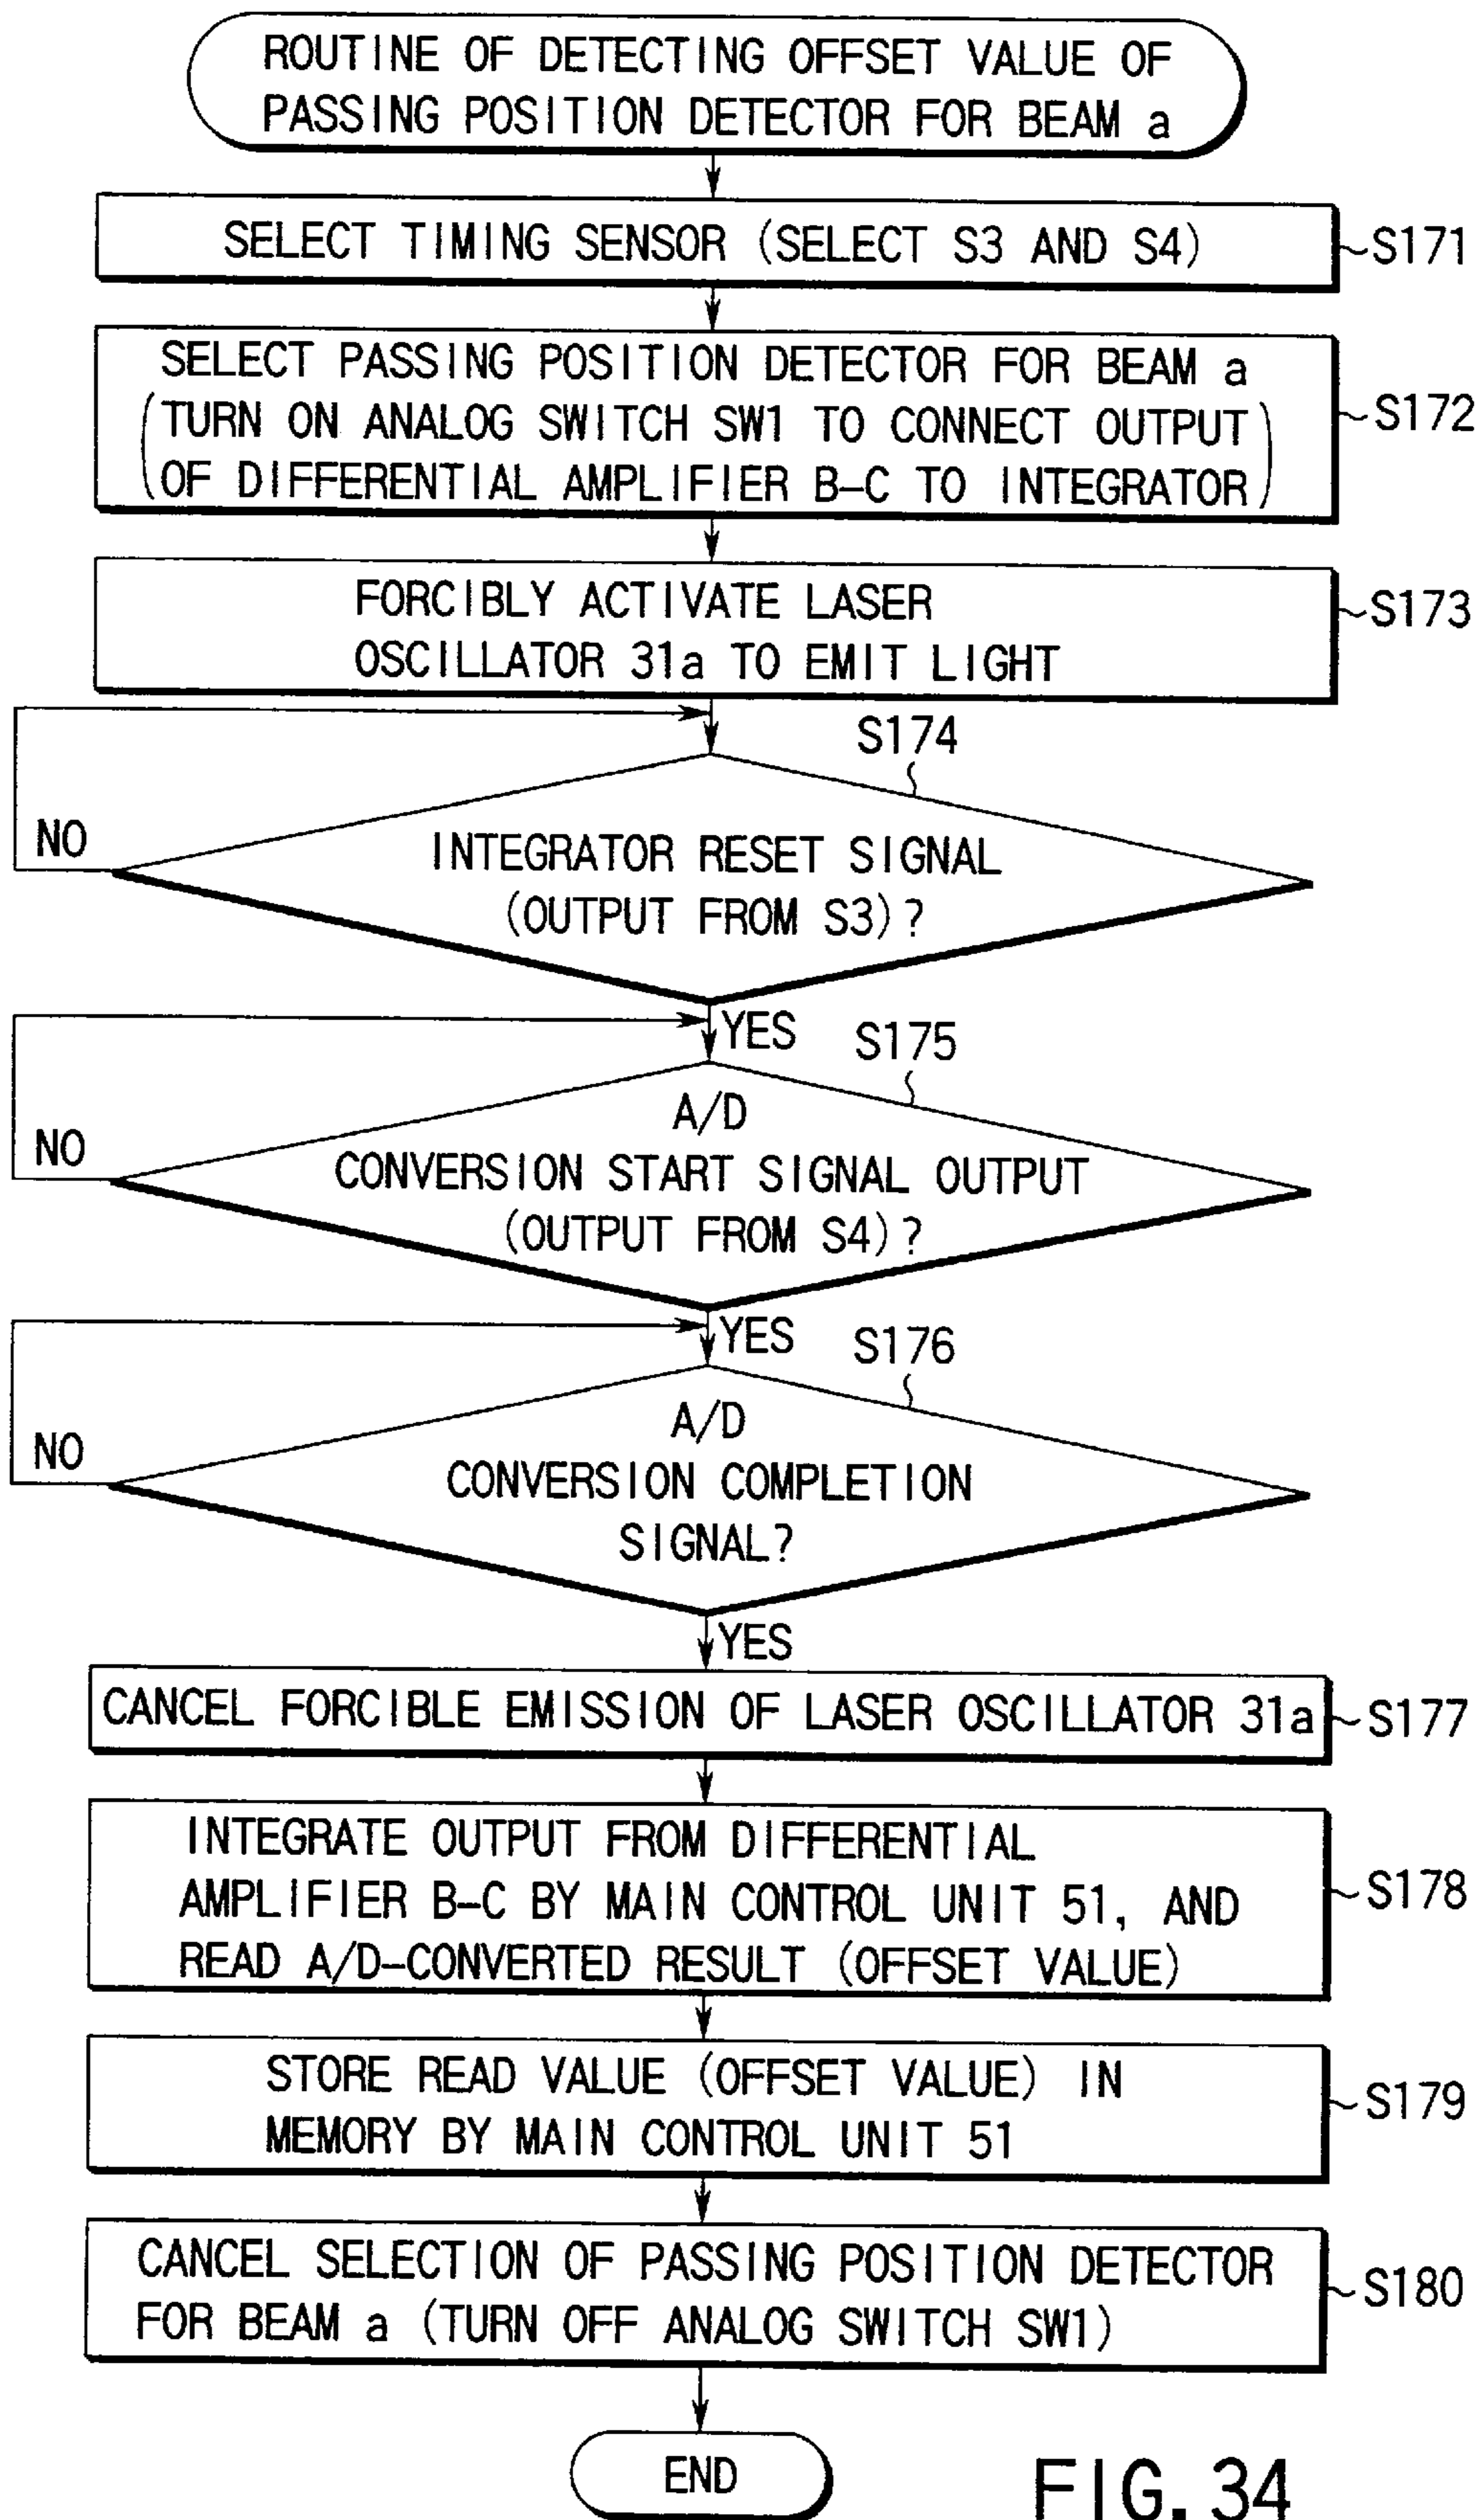 ROUTINE OF DETECTING OFFSET VALUE OF
PASSING POSITION DETECTOR FOR BEAM a
SELECT TIMING SENSOR (SELECT S3 AND S4)
S171
SELECT PASSING POSITION DETECTOR FOR BEAM a
(TURN ON ANALOG SWITCH SW1 TO CONNECT OUTPUT
OF DIFFERENTIAL AMPLIFIER B-C TO INTEGRATOR)
S172
FORCIBLY ACTIVATE LASER
OSCILLATOR 31a TO EMIT LIGHT
S173
S174
NO
INTEGRATOR RESET SIGNAL
(OUTPUT FROM S3)?
YES
S175
A/D
NO
CONVERSION START SIGNAL OUTPUT
(OUTPUT FROM S4)?
YES
S176
A/D
NO
CONVERSION COMPLETION
SIGNAL?
YES
CANCEL FORCIBLE EMISSION OF LASER OSCILLATOR 31a
S177
INTEGRATE OUTPUT FROM DIFFERENTIAL
AMPLIFIER B-C BY MAIN CONTROL UNIT 51, AND
READ A/D-CONVERTED RESULT (OFFSET VALUE)
S178
STORE READ VALUE (OFFSET VALUE) IN
MEMORY BY MAIN CONTROL UNIT 51
S179
CANCEL SELECTION OF PASSING POSITION DETECTOR
FOR BEAM a (TURN OFF ANALOG SWITCH SW1)
S180
END
FIG. 34